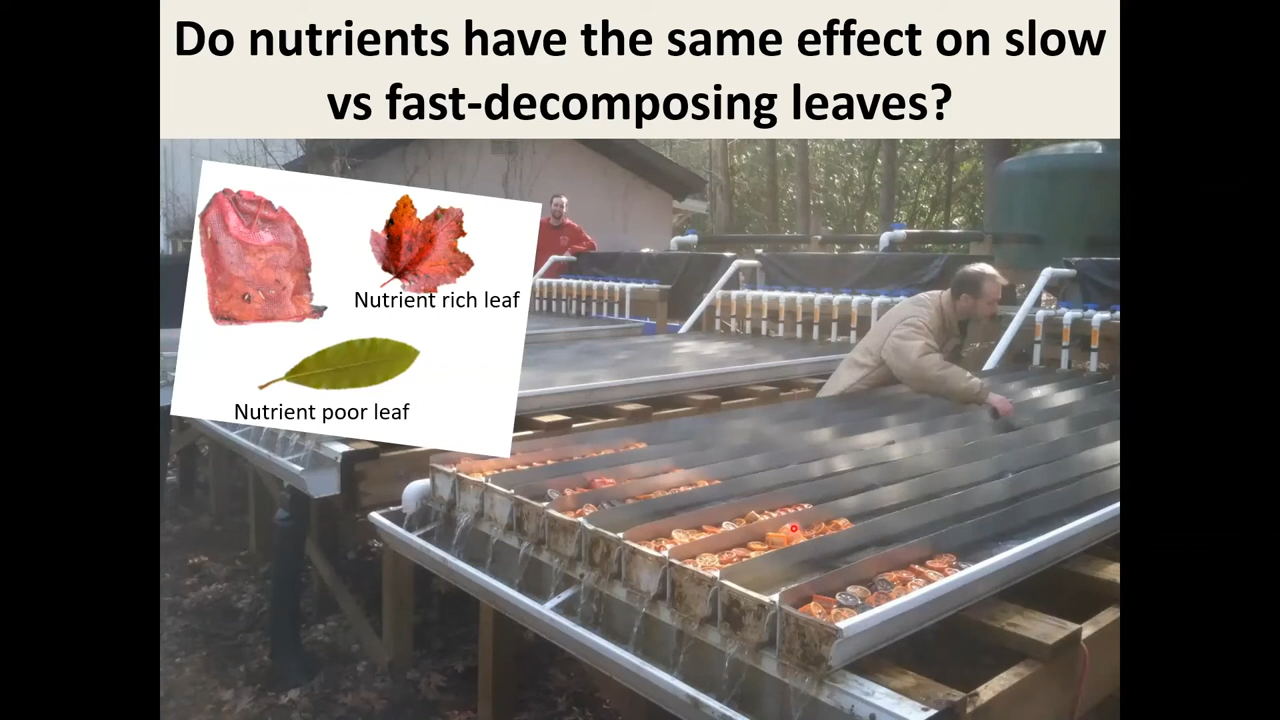 Do nutrients have the same effect on slow
vs fast-decomposing leaves?
Nutrient rich leaf
Nutrient poor leaf